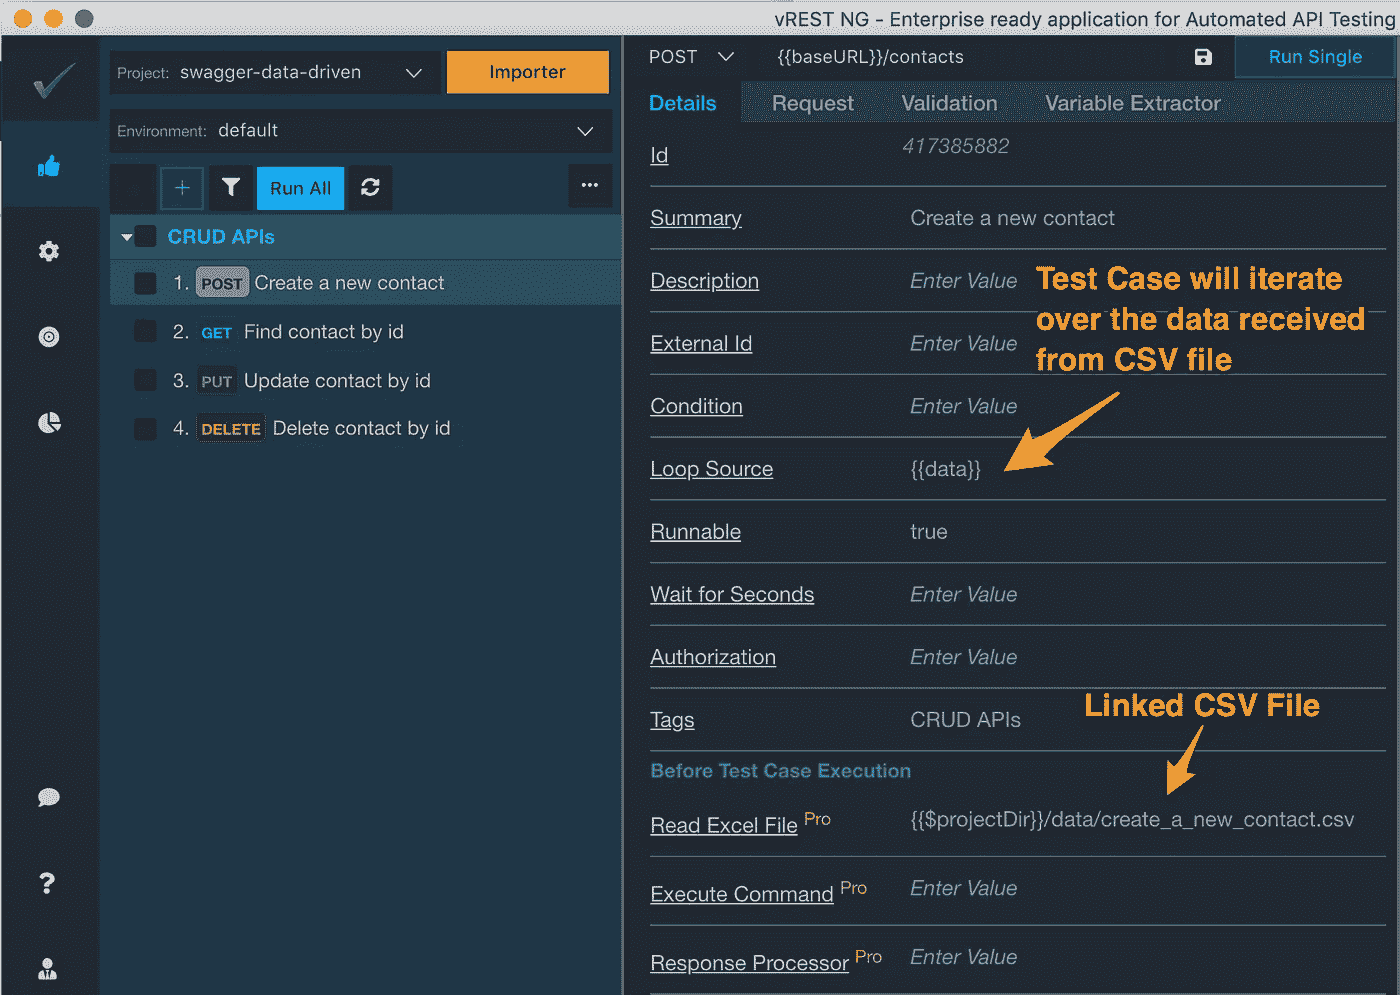 vREST NG - Enterprise ready application for Automated API Testing
Project: swagger-data-driven
Importer
Environment: default
Run All
CRUD APIs
1. POST Create a new contact
2. GET Find contact by id
3. PUT Update contact by id
4. DELETE Delete contact by id
POST {{baseURL}}/contacts
Run Single
Details Request Validation Variable Extractor
Id 417385882
Summary Create a new contact
Description Enter Value
Test Case will iterate
over the data received
from CSV file
External Id Enter Value
Condition Enter Value
Loop Source {{data}}
Runnable true
Wait for Seconds Enter Value
Authorization Enter Value
Linked CSV File
Tags CRUD APIs
Before Test Case Execution
Read Excel File Pro {{$projectDir}}/data/create_a_new_contact.csv
Execute Command Pro Enter Value
Response Processor Pro Enter Value